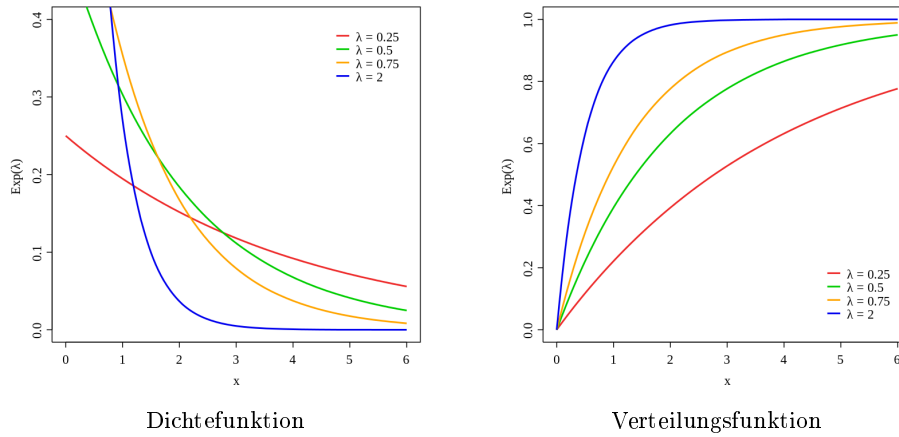 0.4
0.3
0.2
0.1
0.0
Exp(λ)
λ = 0.25
λ = 0.5
λ = 0.75
λ = 2
0 1 2 3 4 5 6
x
Dichtefunktion
1.0
0.8
0.6
0.4
0.2
0.0
Exp(λ)
λ = 0.25
λ = 0.5
λ = 0.75
λ = 2
0 1 2 3 4 5 6
x
Verteilungsfunktion